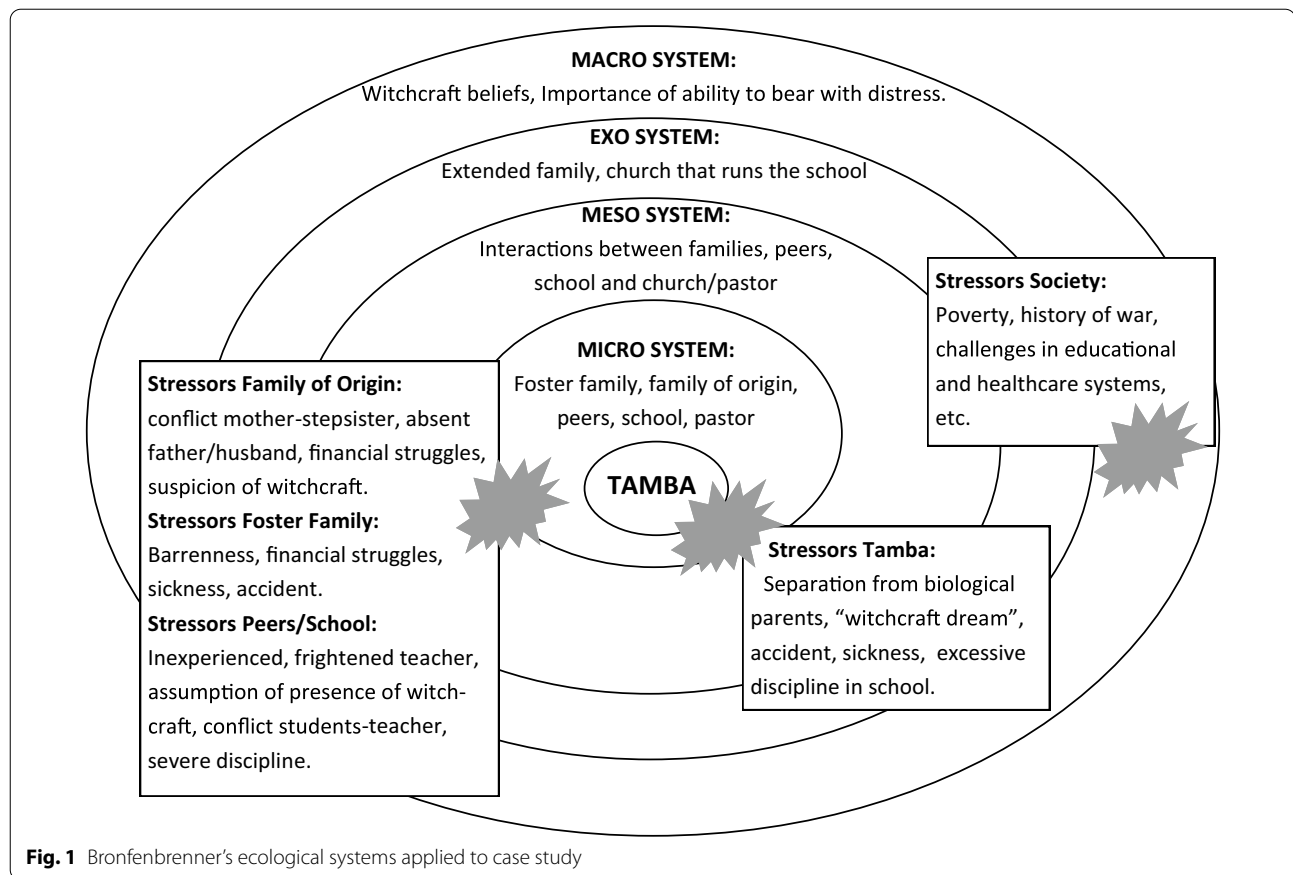 MACRO SYSTEM:
Witchcraft beliefs, Importance of ability to bear with distress.
EXO SYSTEM:
Extended family, church that runs the school
MESO SYSTEM:
Interactions between families, peers,
school and church/pastor
MICRO SYSTEM:
Foster family, family of origin,
peers, school, pastor
TAMBA
Stressors Society:
Poverty, history of war,
challenges in educational
and healthcare systems,
etc.
Stressors Family of Origin:
conflict mother-stepsister, absent
father/husband, financial struggles,
suspicion of witchcraft.
Stressors Foster Family:
Barrenness, financial struggles,
sickness, accident.
Stressors Peers/School:
Inexperienced, frightened teacher,
assumption of presence of witch-
craft, conflict students-teacher,
severe discipline.
Stressors Tamba:
Separation from biological
parents, “witchcraft dream”,
accident, sickness, excessive
discipline in school.
Fig. 1 Bronfenbrenner’s ecological systems applied to case study